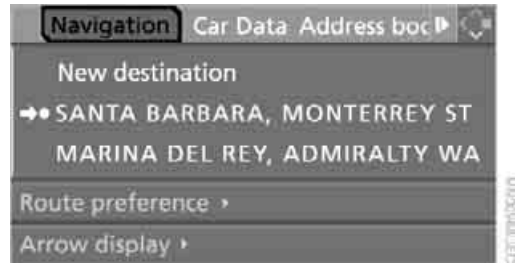 Navigation Car Data Address boc
New destination
SANTA BARBARA, MONTERREY ST
MARINA DEL REY, ADMIRALTY WA
Route preference
Arrow display